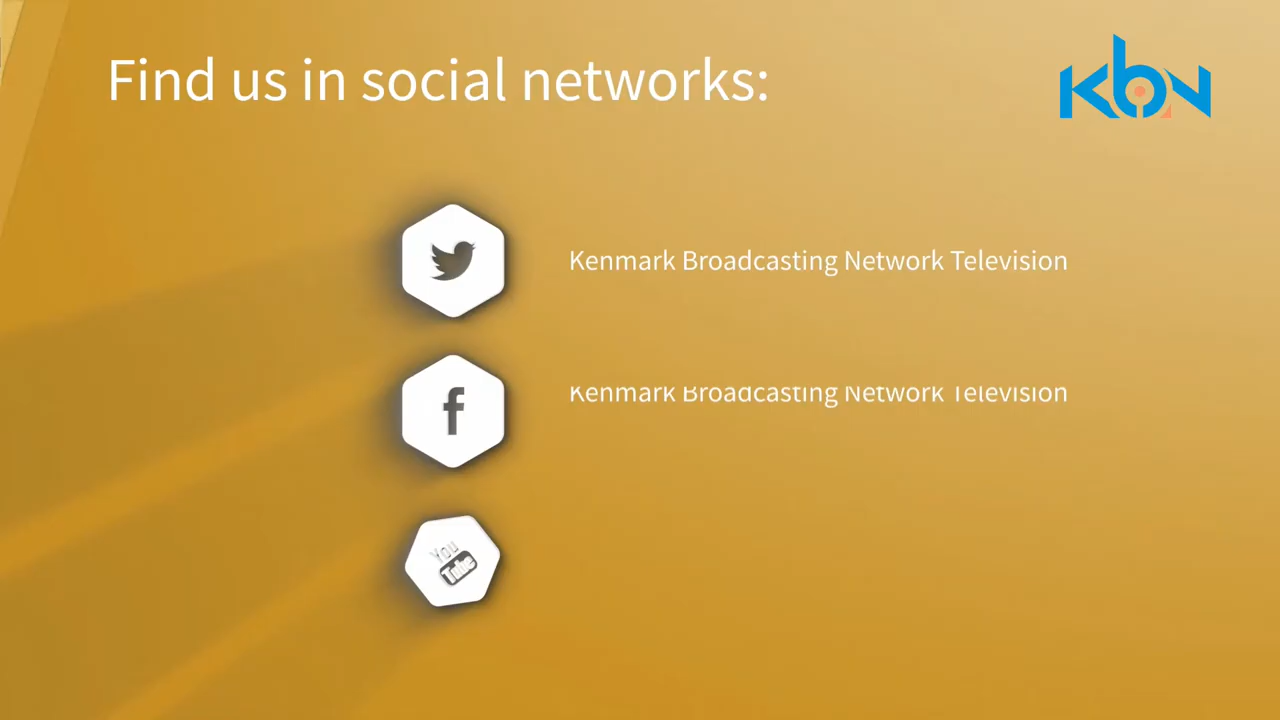 Find us in social networks:
kbN
Kenmark Broadcasting Network Television
Kenmark Broadcasting Network Television
f
You
Tube